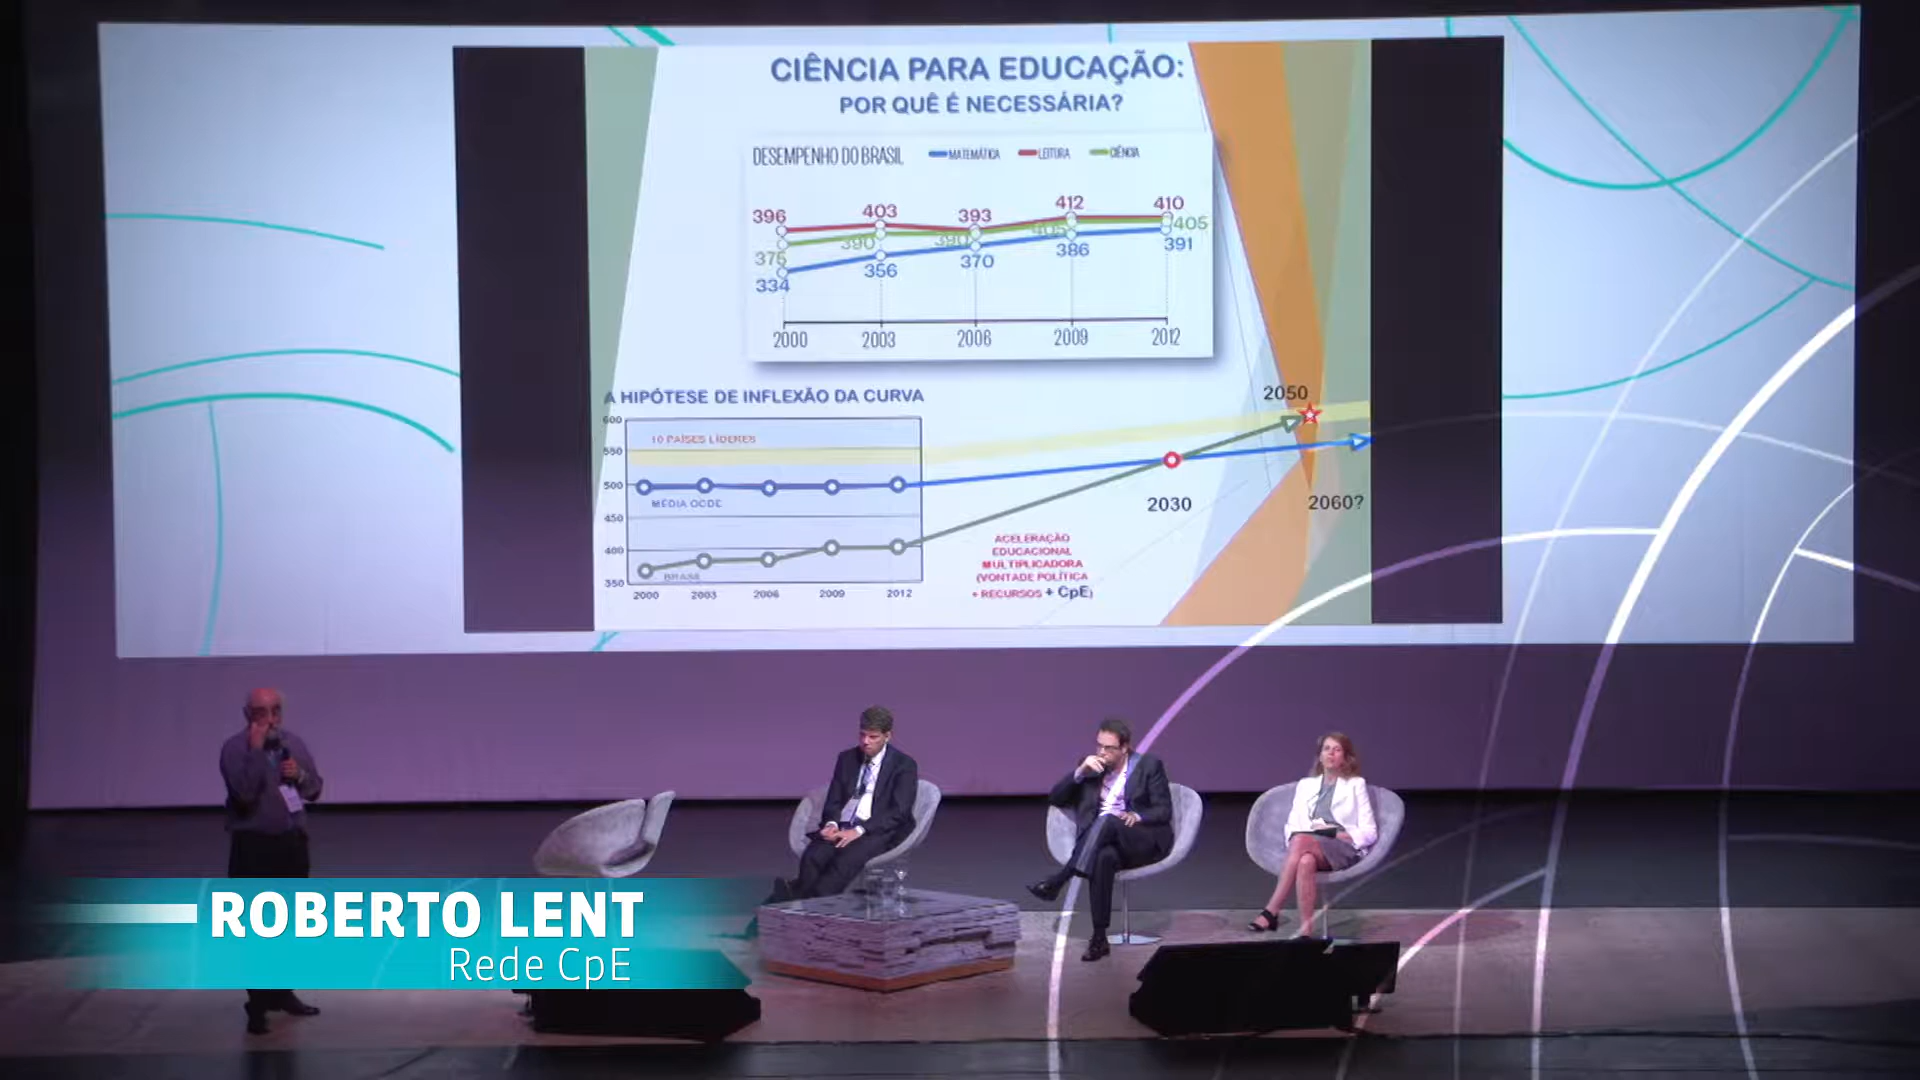 CIÊNCIA PARA EDUCAÇÃO:
POR QUÊ É NECESSÁRIA?
DESEMPENHO DO BRASIL
MATEMÁTICA LEITURA CIÊNCIA
396 403 393 412 410
375 390 390 405 405
334 356 370 386 391
2000 2003 2006 2009 2012
A HIPÓTESE DE INFLEXÃO DA CURVA
600
550
500
450
400
350
10 PAÍSES LÍDERES
MÉDIA OCDE
BRASIL
2000 2003 2006 2009 2012
2050
2030
2060?
ACELERAÇÃO
EDUCACIONAL
MULTIPLICADORA
(VONTADE POLÍTICA
+ RECURSOS + CpE)
ROBERTO LENT
Rede CpE